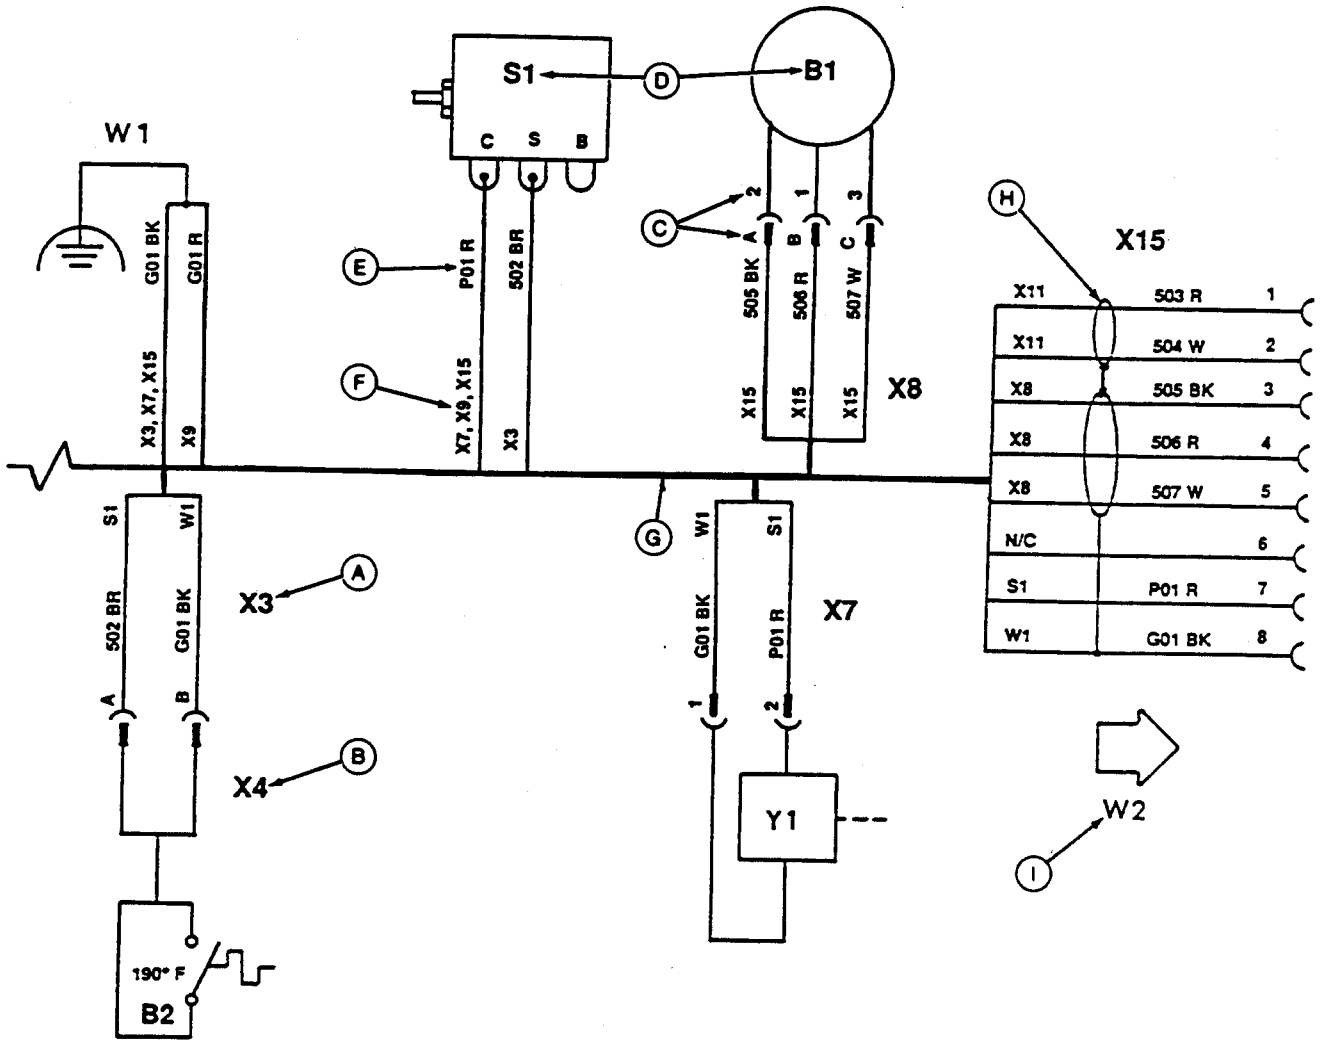 S1
D
B1
W1
C
S
B
2
1
3
C
A
B
C
H
X15
G01 BK
G01 R
E
P01 R
502 BR
505 BK
506 R
507 W
X11
503 R
1
X11
504 W
2
X8
505 BK
3
X8
506 R
4
X8
507 W
5
N/C
6
S1
P01 R
7
W1
G01 BK
8
F
X3, X7, X15
X9
X7, X9, X15
X3
X15
X15
X15
X8
S1
W1
G
W1
S1
A
X3
502 BR
G01 BK
G01 BK
P01 R
X7
A
B
1
2
B
X4
Y1
W2
I
190° F
B2